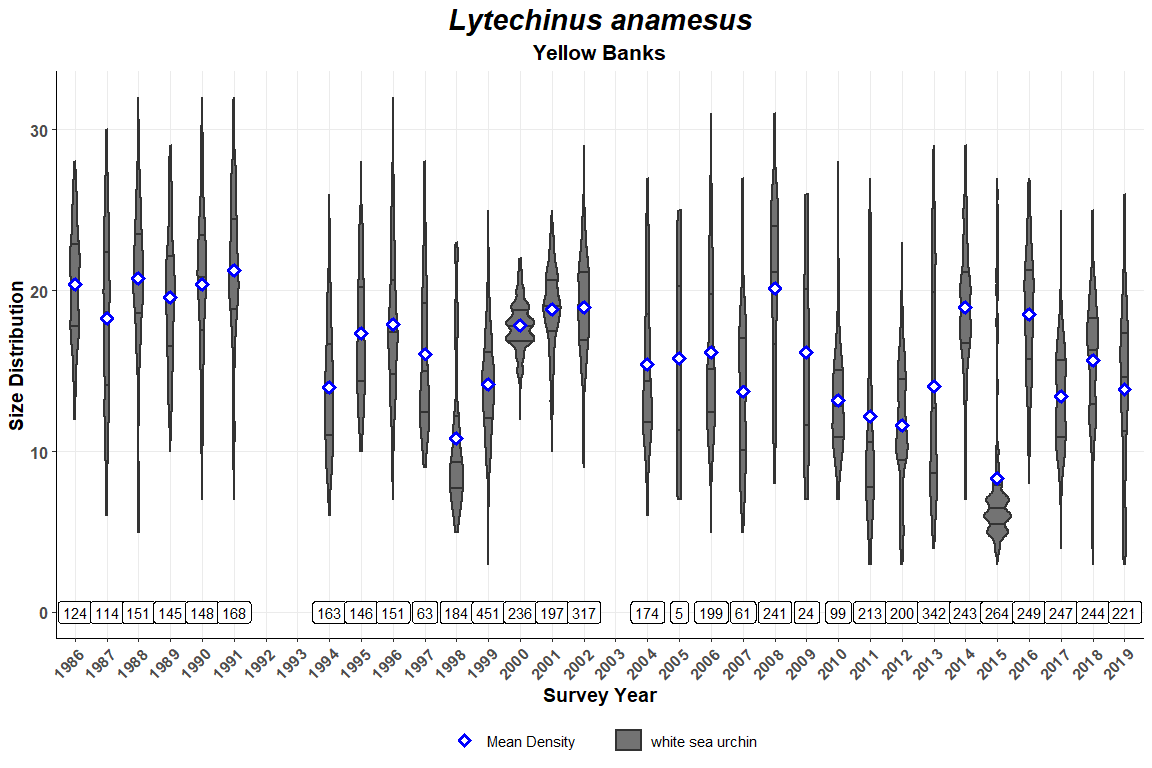 Lytechinus anamesus
Yellow Banks
Size Distribution
30
20
10
0
124 114 151 145 148 168 163 146 151 63 184 451 236 197 317 174 5 199 61 241 24 99 213 200 342 243 264 249 247 244 221
1986 1987 1988 1989 1990 1991 1992 1993 1994 1995 1996 1997 1998 1999 2000 2001 2002 2003 2004 2005 2006 2007 2008 2009 2010 2011 2012 2013 2014 2015 2016 2017 2018 2019
Survey Year
Mean Density white sea urchin